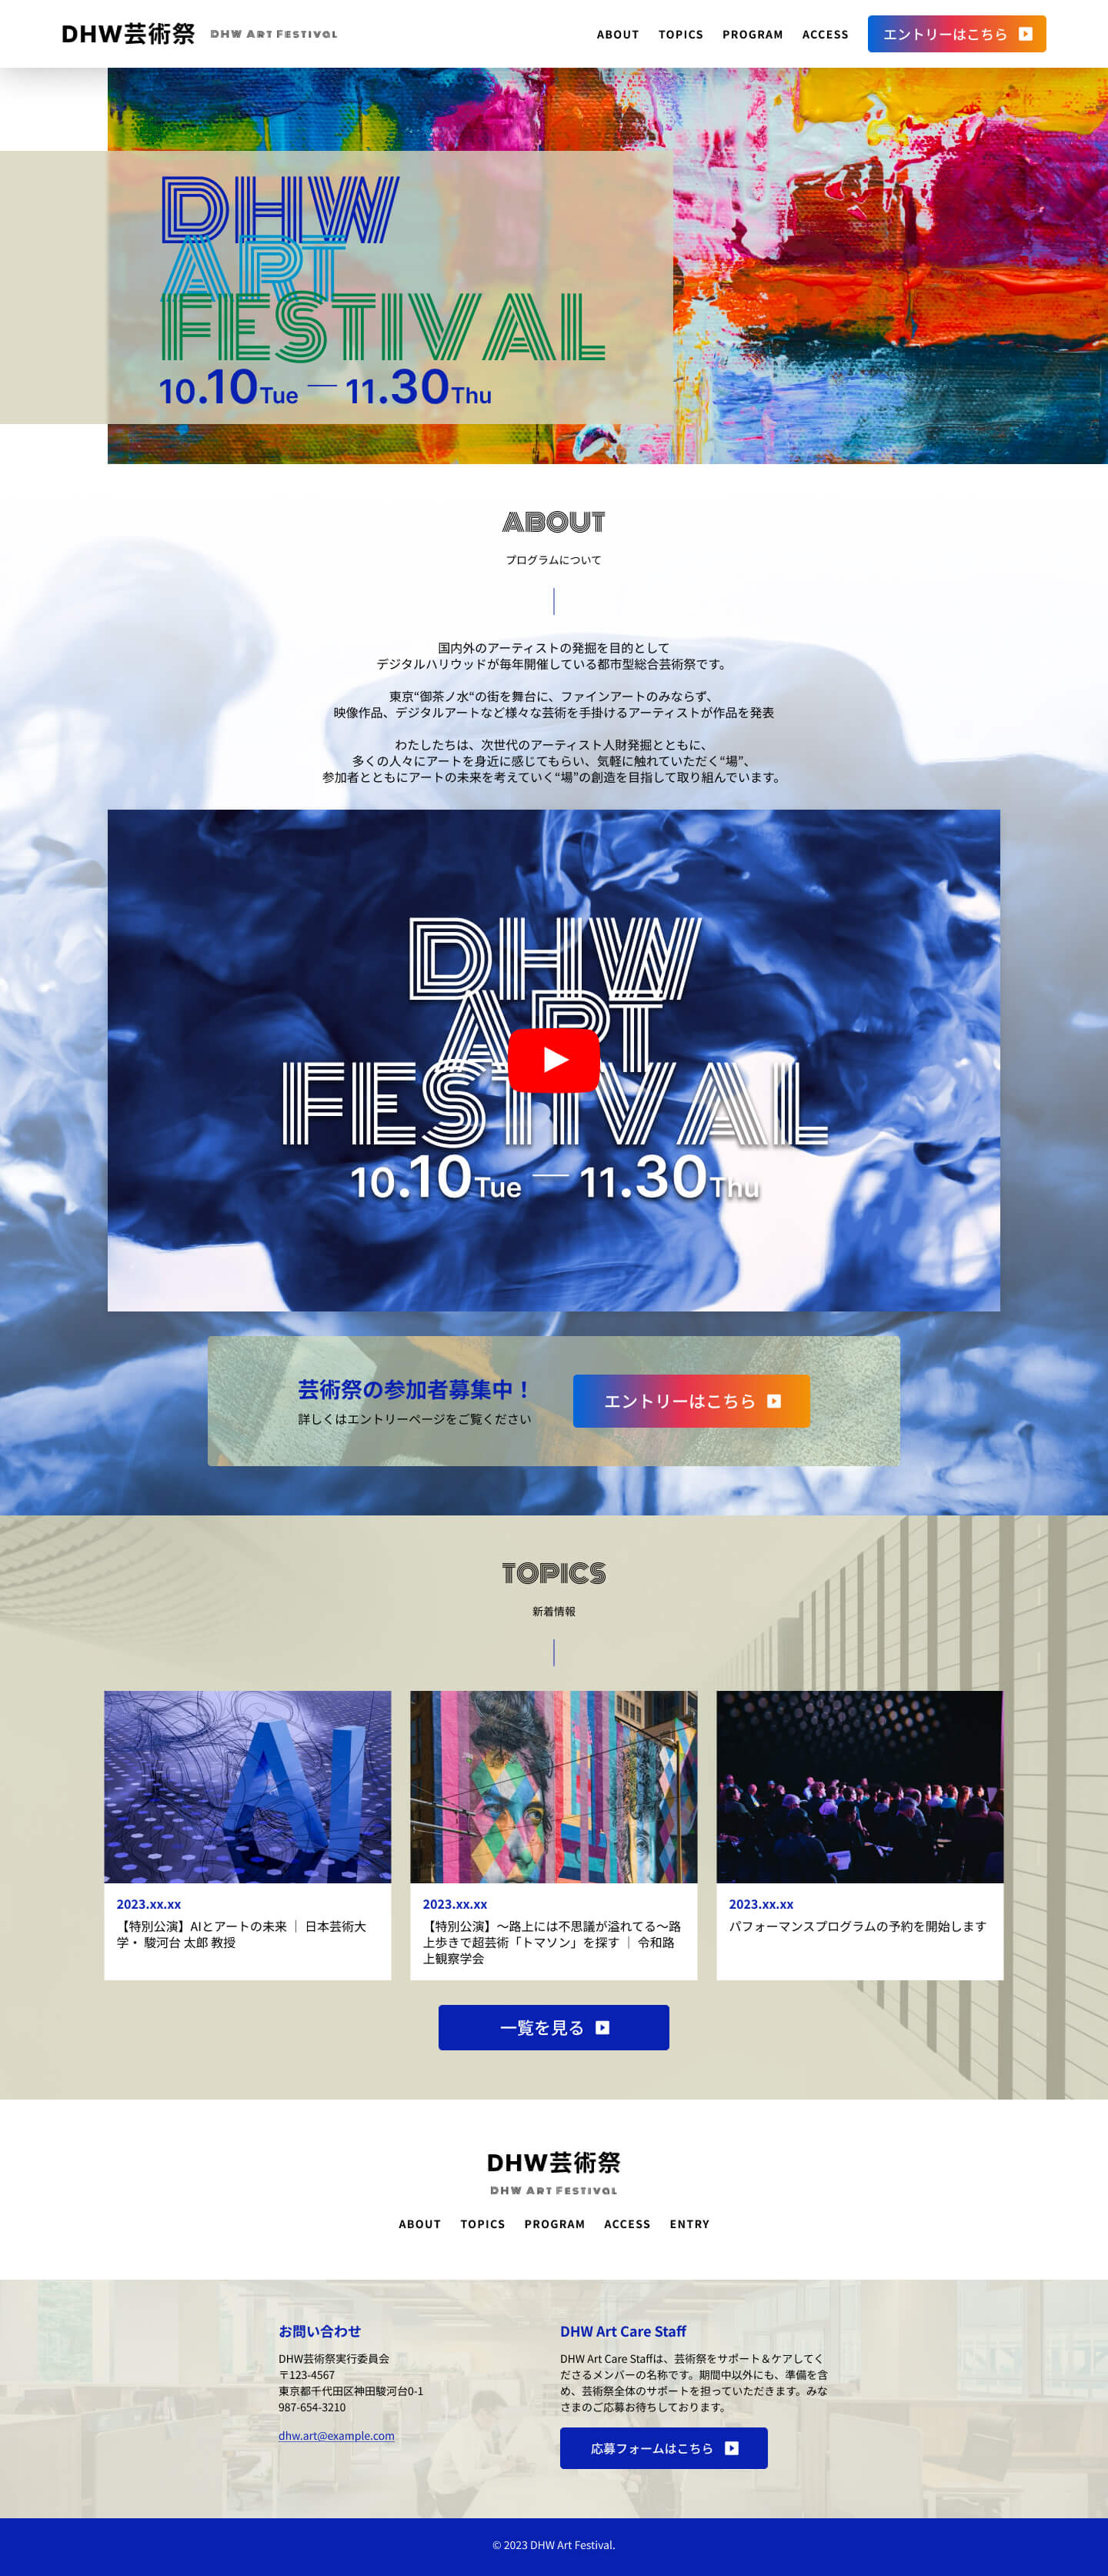 DHW芸術祭 DHW ART FESTIVAL ABOUT TOPICS PROGRAM ACCESS エントリーはこちら
DHW
ART
FESTIVAL
10.10Tue — 11.30Thu
ABOUT
プログラムについて
国内外のアーティストの発掘を目的として
デジタルハリウッドが毎年開催している都市型総合芸術祭です。
東京“御茶ノ水“の街を舞台に、ファインアートのみならず、
映像作品、デジタルアートなど様々な芸術を手掛けるアーティストが作品を発表
わたしたちは、次世代のアーティスト人財発掘とともに、
多くの人々にアートを身近に感じてもらい、気軽に触れていただく“場”、
参加者とともにアートの未来を考えていく“場”の創造を目指して取り組んでいます。
DHW
ART
FESTIVAL
10.10Tue — 11.30Thu
芸術祭の参加者募集中！
詳しくはエントリーページをご覧ください
エントリーはこちら
TOPICS
新着情報
AI
2023.xx.xx
【特別公演】AIとアートの未来 ｜ 日本芸術大
学・ 駿河台 太郎 教授
2023.xx.xx
【特別公演】〜路上には不思議が溢れてる〜路
上歩きで超芸術「トマソン」を探す ｜ 令和路
上観察学会
2023.xx.xx
パフォーマンスプログラムの予約を開始します
一覧を見る
DHW芸術祭
DHW ART FESTIVAL
ABOUT TOPICS PROGRAM ACCESS ENTRY
お問い合わせ
DHW芸術祭実行委員会
〒123-4567
東京都千代田区神田駿河台0-1
987-654-3210
dhw.art@example.com
DHW Art Care Staff
DHW Art Care Staffは、芸術祭をサポート＆ケアしてく
ださるメンバーの名称です。期間中以外にも、準備を含
め、芸術祭全体のサポートを担っていただきます。みな
さまのご応募お待ちしております。
応募フォームはこちら
© 2023 DHW Art Festival.